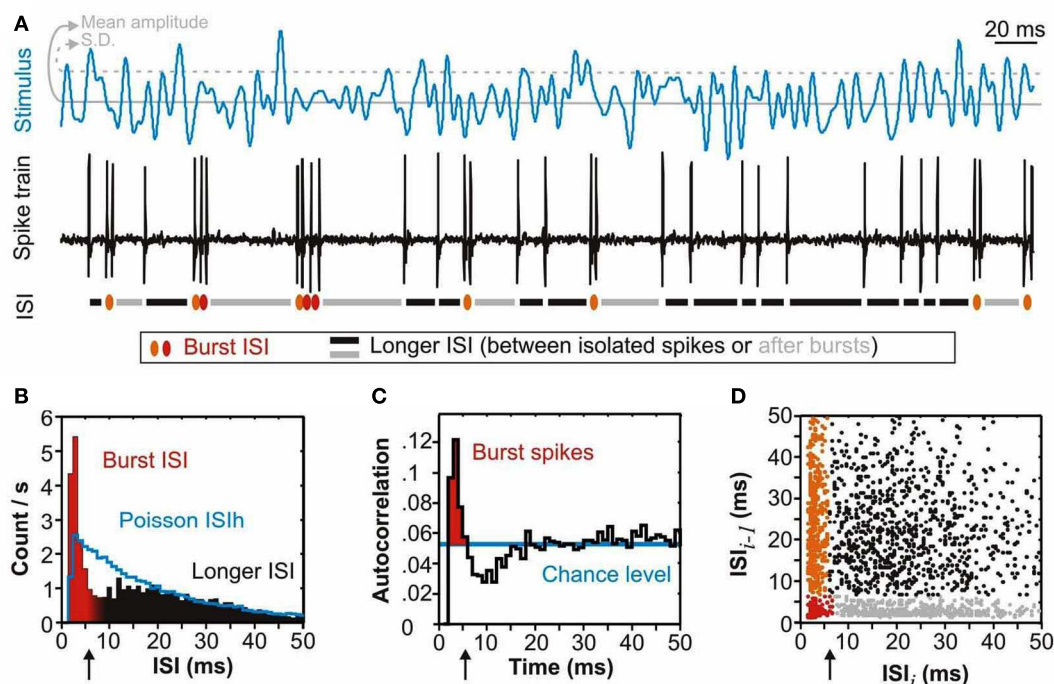 A
Mean amplitude
S.D.
20 ms
Stimulus
Spike train
ISI
Burst ISI
Longer ISI (between isolated spikes or after bursts)
B
Count / s
6
5
4
3
2
1
0
Burst ISI
Poisson ISIh
Longer ISI
0 10 20 30 40 50
ISI (ms)
C
Autocorrelation
.12
.10
.08
.06
.04
.02
0
Burst spikes
Chance level
0 10 20 30 40 50
Time (ms)
D
ISIi-1 (ms)
50
40
30
20
10
0
0 10 20 30 40 50
ISIi (ms)